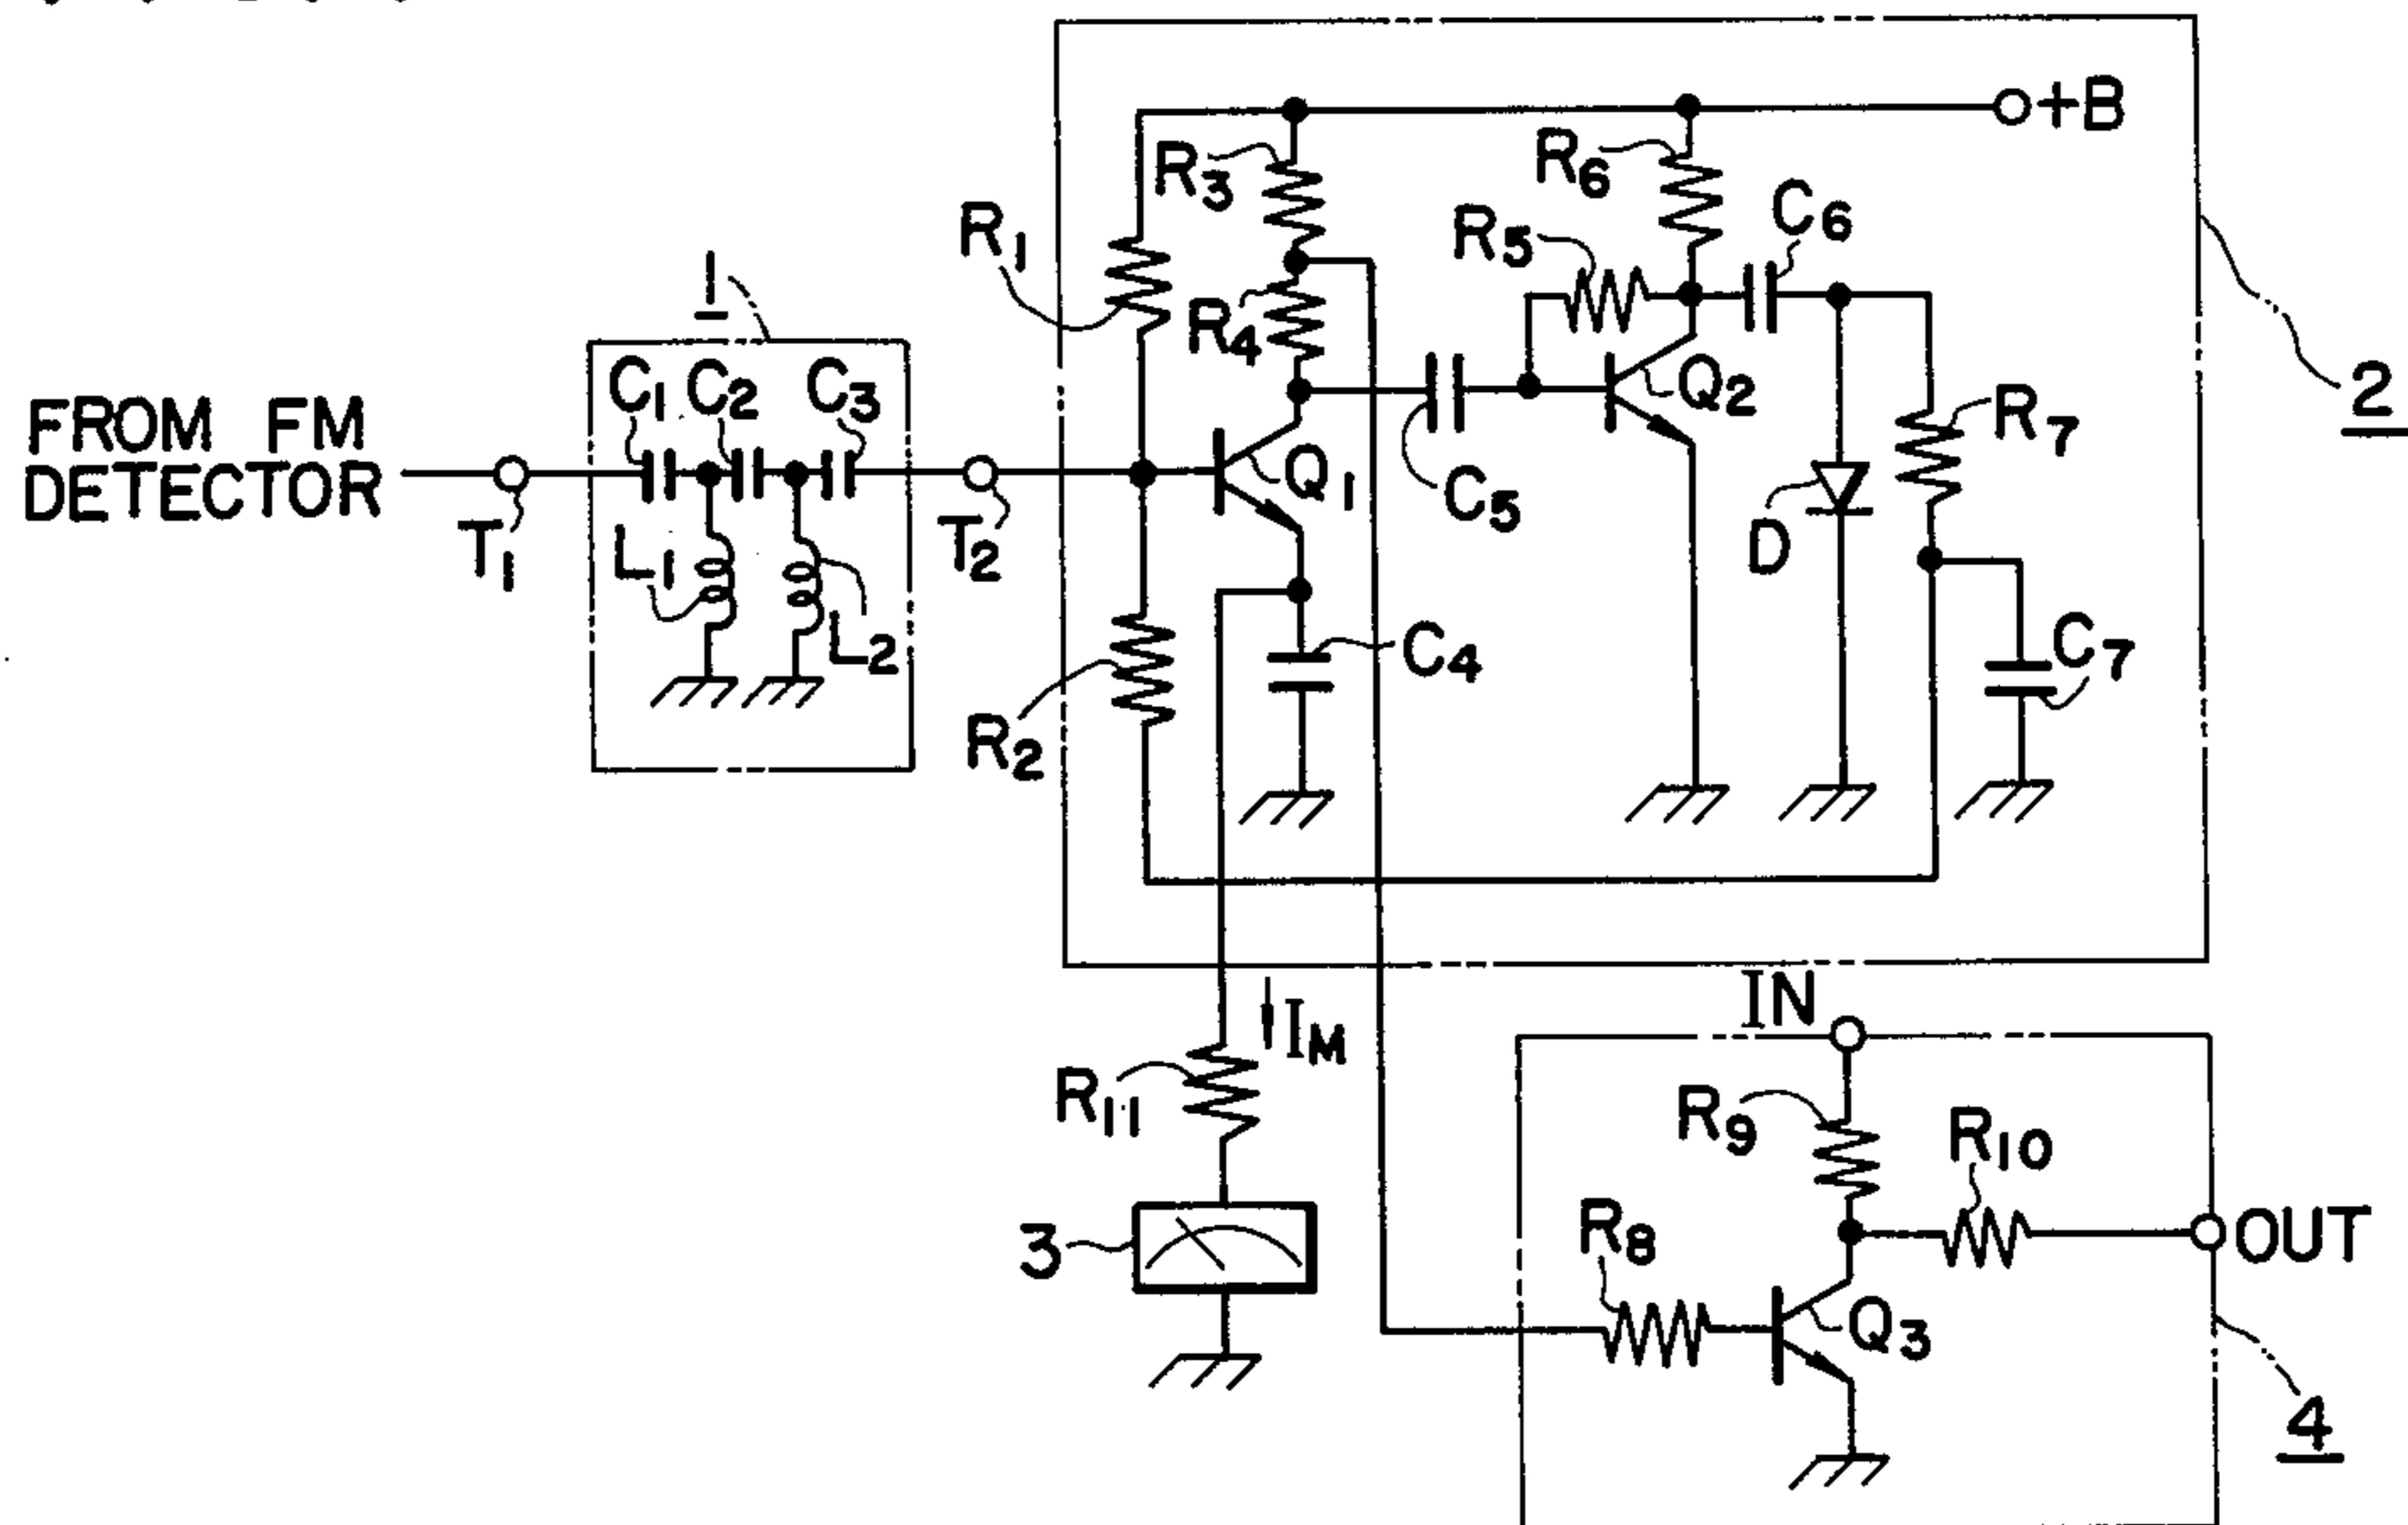 +B
R3
R6
C6
R5
R1
1
R4
2
C1 C2 C3
Q2
R7
FROM FM
DETECTOR
Q1
C5
T1
L1
T2
D
L2
C4
C7
R2
IN
IM
R11
R9
R10
R8
3
OUT
Q3
4